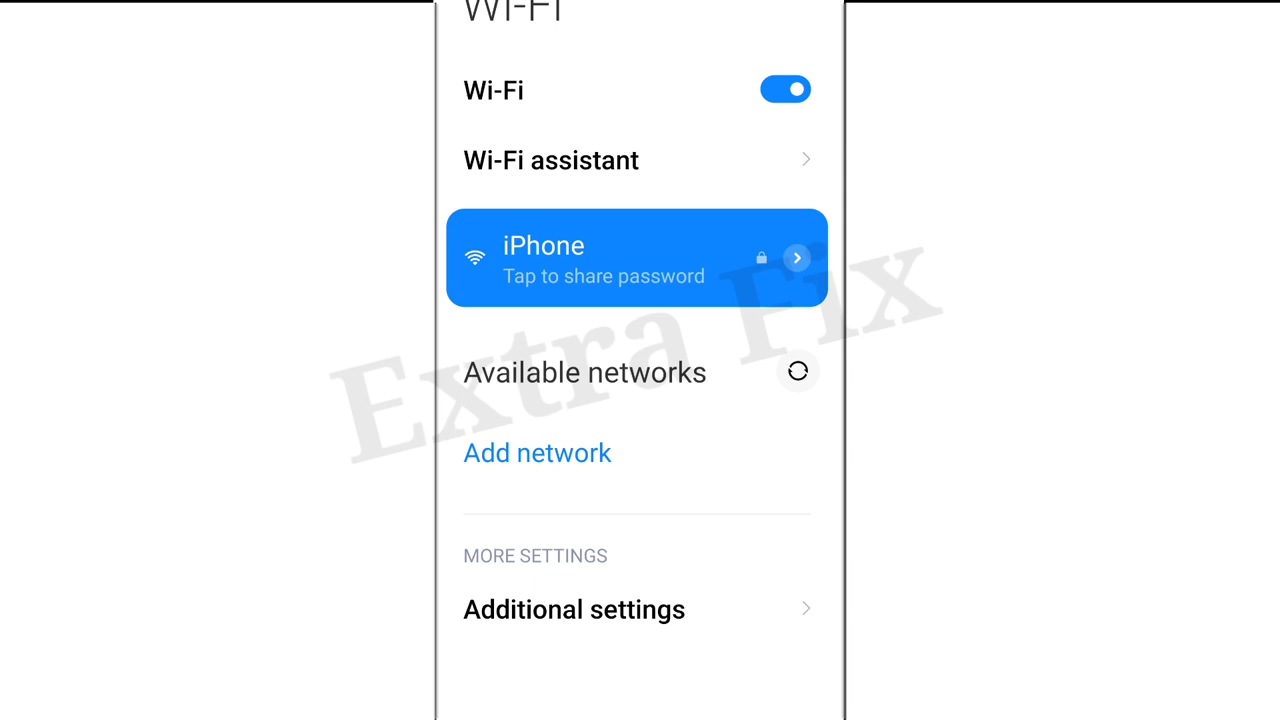 Wi-Fi
Wi-Fi
Wi-Fi assistant
iPhone
Tap to share password
Extra Fix
Available networks
Add network
MORE SETTINGS
Additional settings